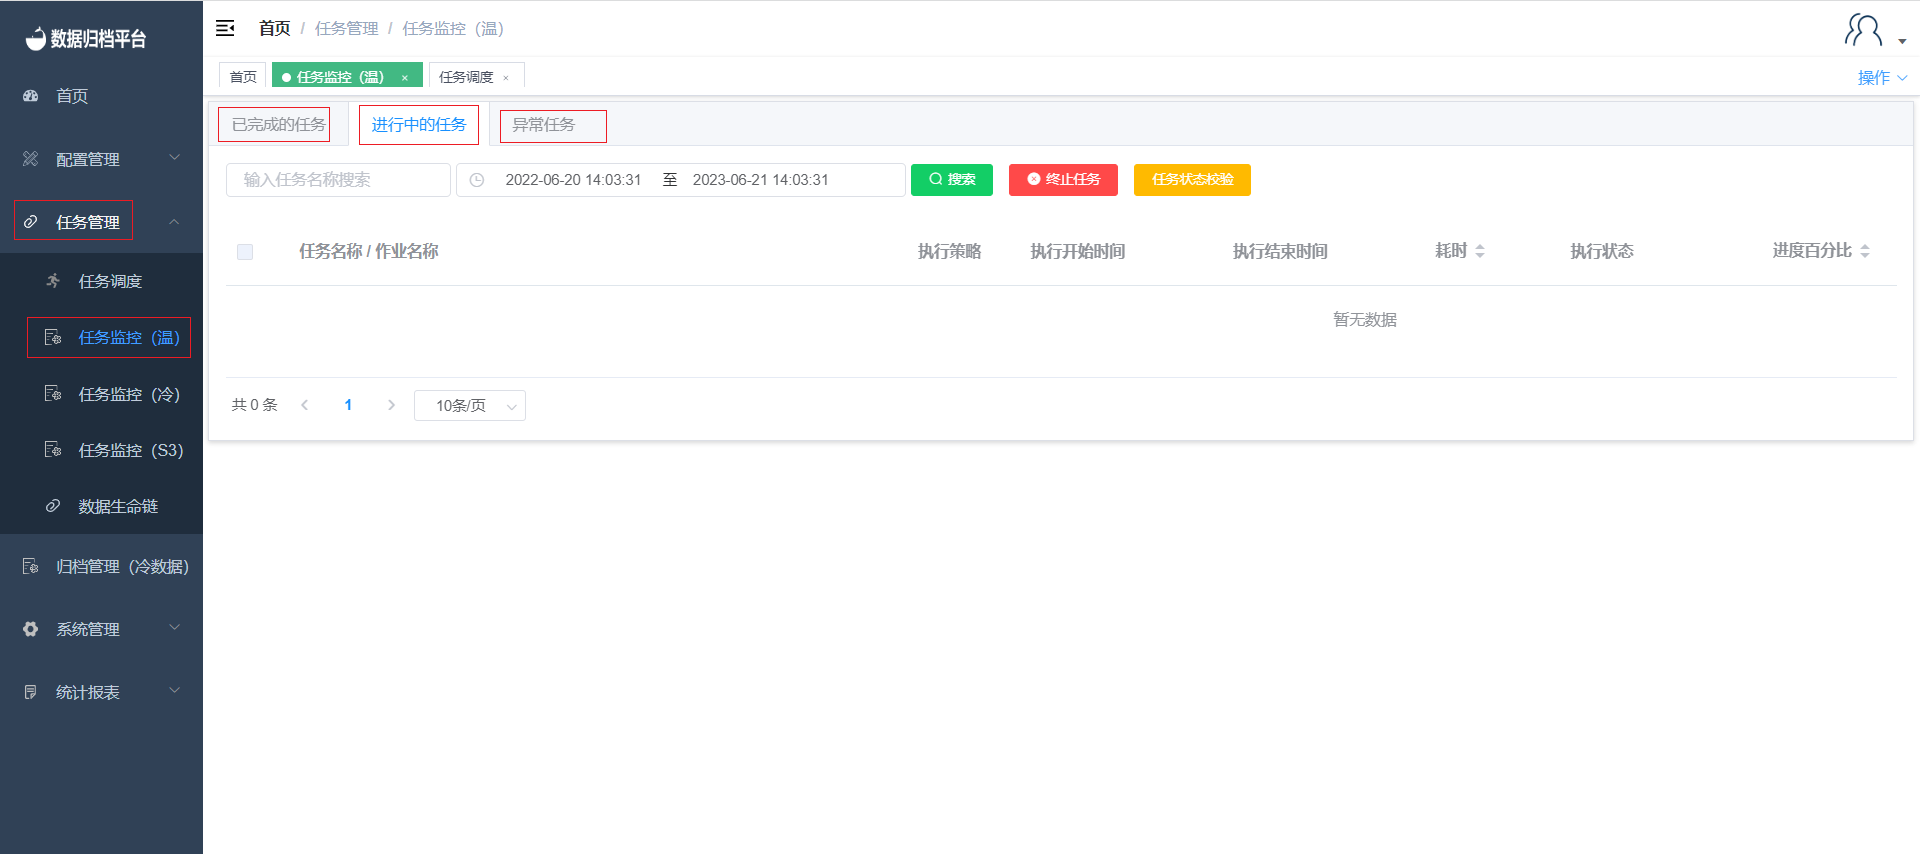 数据归档平台
首页
配置管理
任务管理
任务调度
任务监控（温）
任务监控（冷）
任务监控（S3）
数据生命链
归档管理（冷数据）
系统管理
统计报表
首页 / 任务管理 / 任务监控（温）
首页 任务监控（温） × 任务调度 × 操作
已完成的任务 进行中的任务 异常任务
输入任务名称搜索 2022-06-20 14:03:31 至 2023-06-21 14:03:31 搜索 终止任务 任务状态校验
任务名称 / 作业名称 执行策略 执行开始时间 执行结束时间 耗时 执行状态 进度百分比
暂无数据
共 0 条 1 10条/页